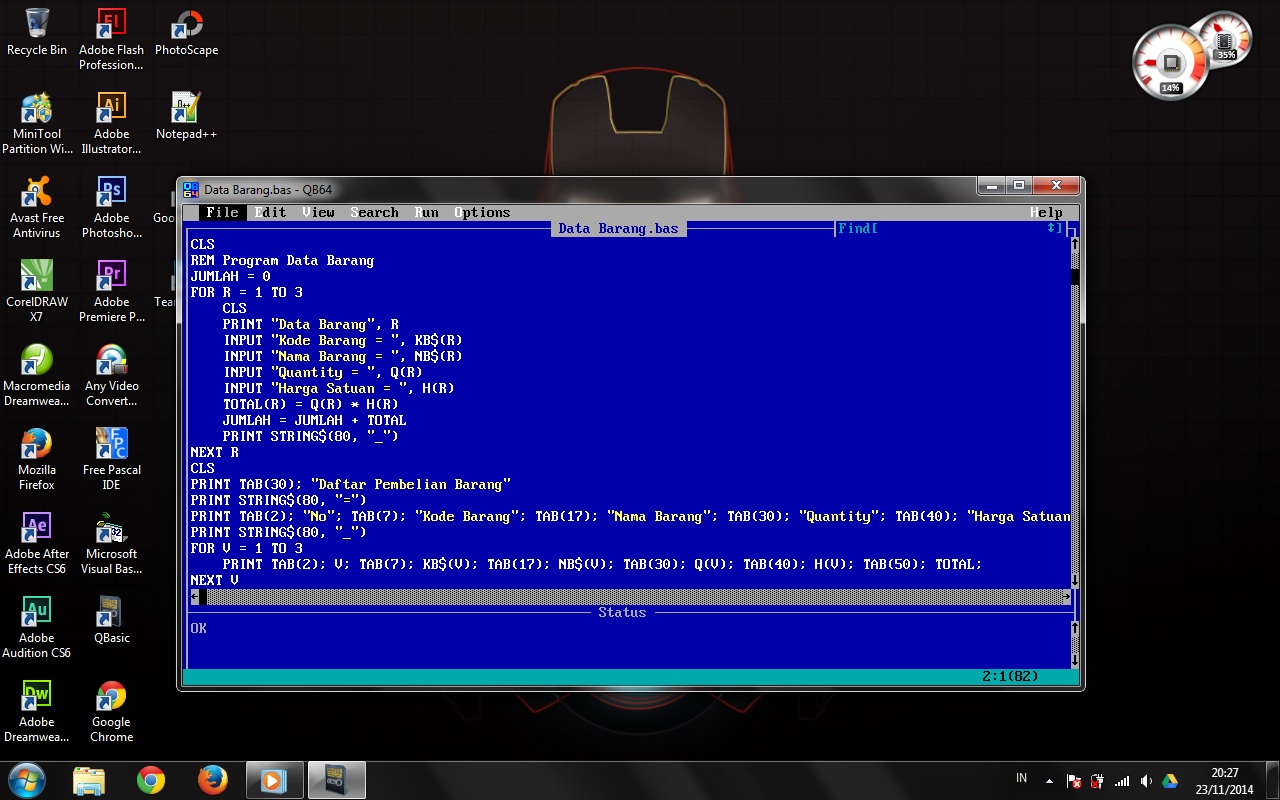 Recycle Bin
Adobe Flash
Profession...
PhotoScape
MiniTool
Partition Wi...
Adobe
Illustrator...
Notepad++
Avast Free
Antivirus
Adobe
Photosho...
Goo
CorelDRAW
X7
Adobe
Premiere P...
Tea
Macromedia
Dreamwea...
Any Video
Convert...
Mozilla
Firefox
Free Pascal
IDE
Adobe After
Effects CS6
Microsoft
Visual Bas...
Adobe
Audition CS6
QBasic
Adobe
Dreamwea...
Google
Chrome
35%
14%
Data Barang.bas - QB64
File Edit View Search Run Options Help
Data Barang.bas Find[ ↕]
CLS
REM Program Data Barang
JUMLAH = 0
FOR R = 1 TO 3
CLS
PRINT "Data Barang", R
INPUT "Kode Barang = ", KB$(R)
INPUT "Nama Barang = ", NB$(R)
INPUT "Quantity = ", Q(R)
INPUT "Harga Satuan = ", H(R)
TOTAL(R) = Q(R) * H(R)
JUMLAH = JUMLAH + TOTAL
PRINT STRING$(80, "_")
NEXT R
CLS
PRINT TAB(30); "Daftar Pembelian Barang"
PRINT STRING$(80, "=")
PRINT TAB(2); "No"; TAB(7); "Kode Barang"; TAB(17); "Nama Barang"; TAB(30); "Quantity"; TAB(40); "Harga Satuan
PRINT STRING$(80, "_")
FOR V = 1 TO 3
PRINT TAB(2); V; TAB(7); KB$(V); TAB(17); NB$(V); TAB(30); Q(V); TAB(40); H(V); TAB(50); TOTAL;
NEXT V
Status
OK
2:1(82)
IN
20:27
23/11/2014